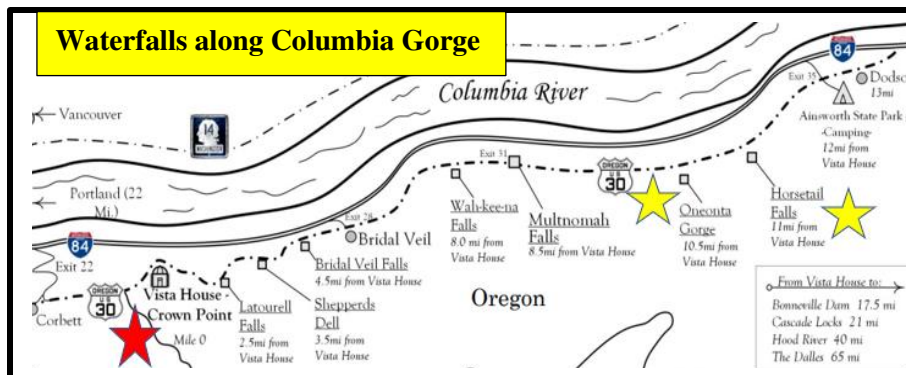 Waterfalls along Columbia Gorge
84
Exit 35
Dodso
13mi
Columbia River
Ainsworth State Park
-Camping-
12mi from
Vista House
Vancouver
14
WASHINGTON
Portland (22
Mi.)
Exit 31
OREGON
U S
30
Wah-kee-na
Falls
8.0 mi from
Vista House
Multnomah
Falls
8.5mi from Vista House
Oneonta
Gorge
10.5mi from
Vista House
Horsetail
Falls
11mi from
Vista House
84
Exit 22
Exit 28
Bridal Veil
Bridal Veil Falls
4.5mi from Vista House
OREGON
U S
30
Corbett
Vista House -
Crown Point
Mile 0
Latourell
Falls
2.5mi from
Vista House
Shepperds
Dell
3.5mi from
Vista House
Oregon
From Vista House to:
Bonneville Dam 17.5 mi
Cascade Locks 21 mi
Hood River 40 mi
The Dalles 65 mi